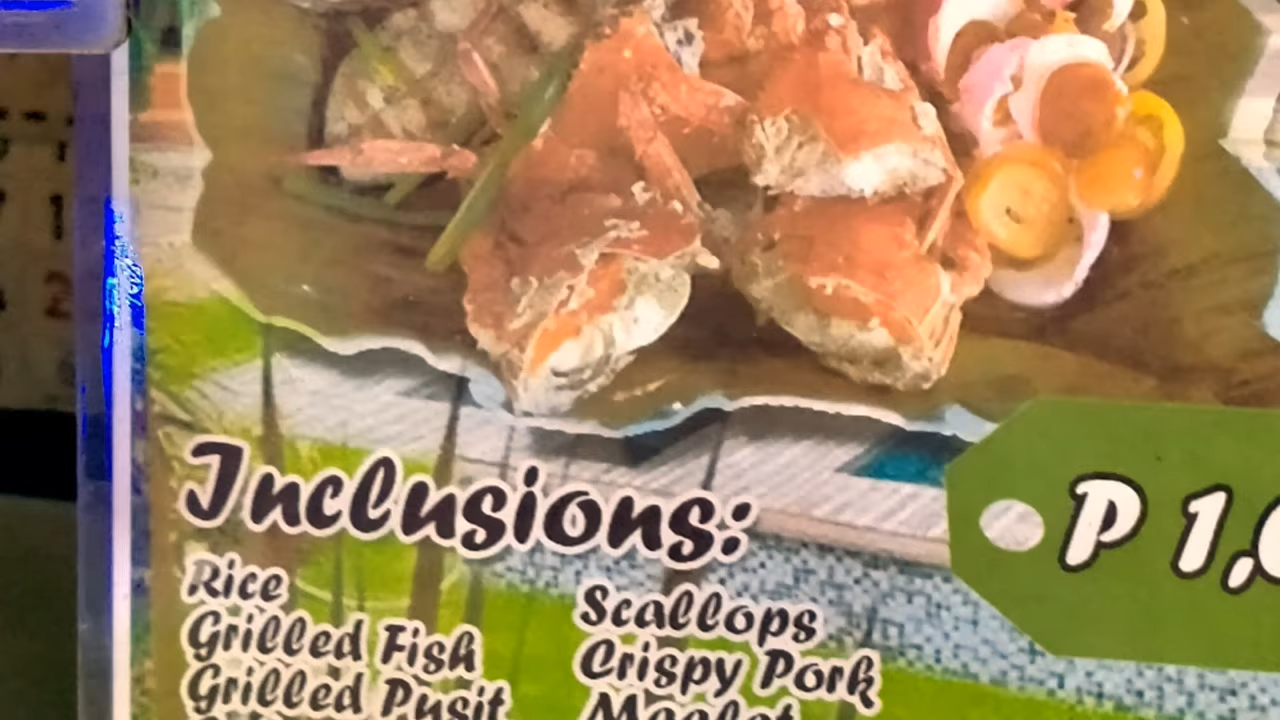 Inclusions:
Rice
Grilled Fish
Grilled Pusit
Scallops
Crispy Pork
P 1,